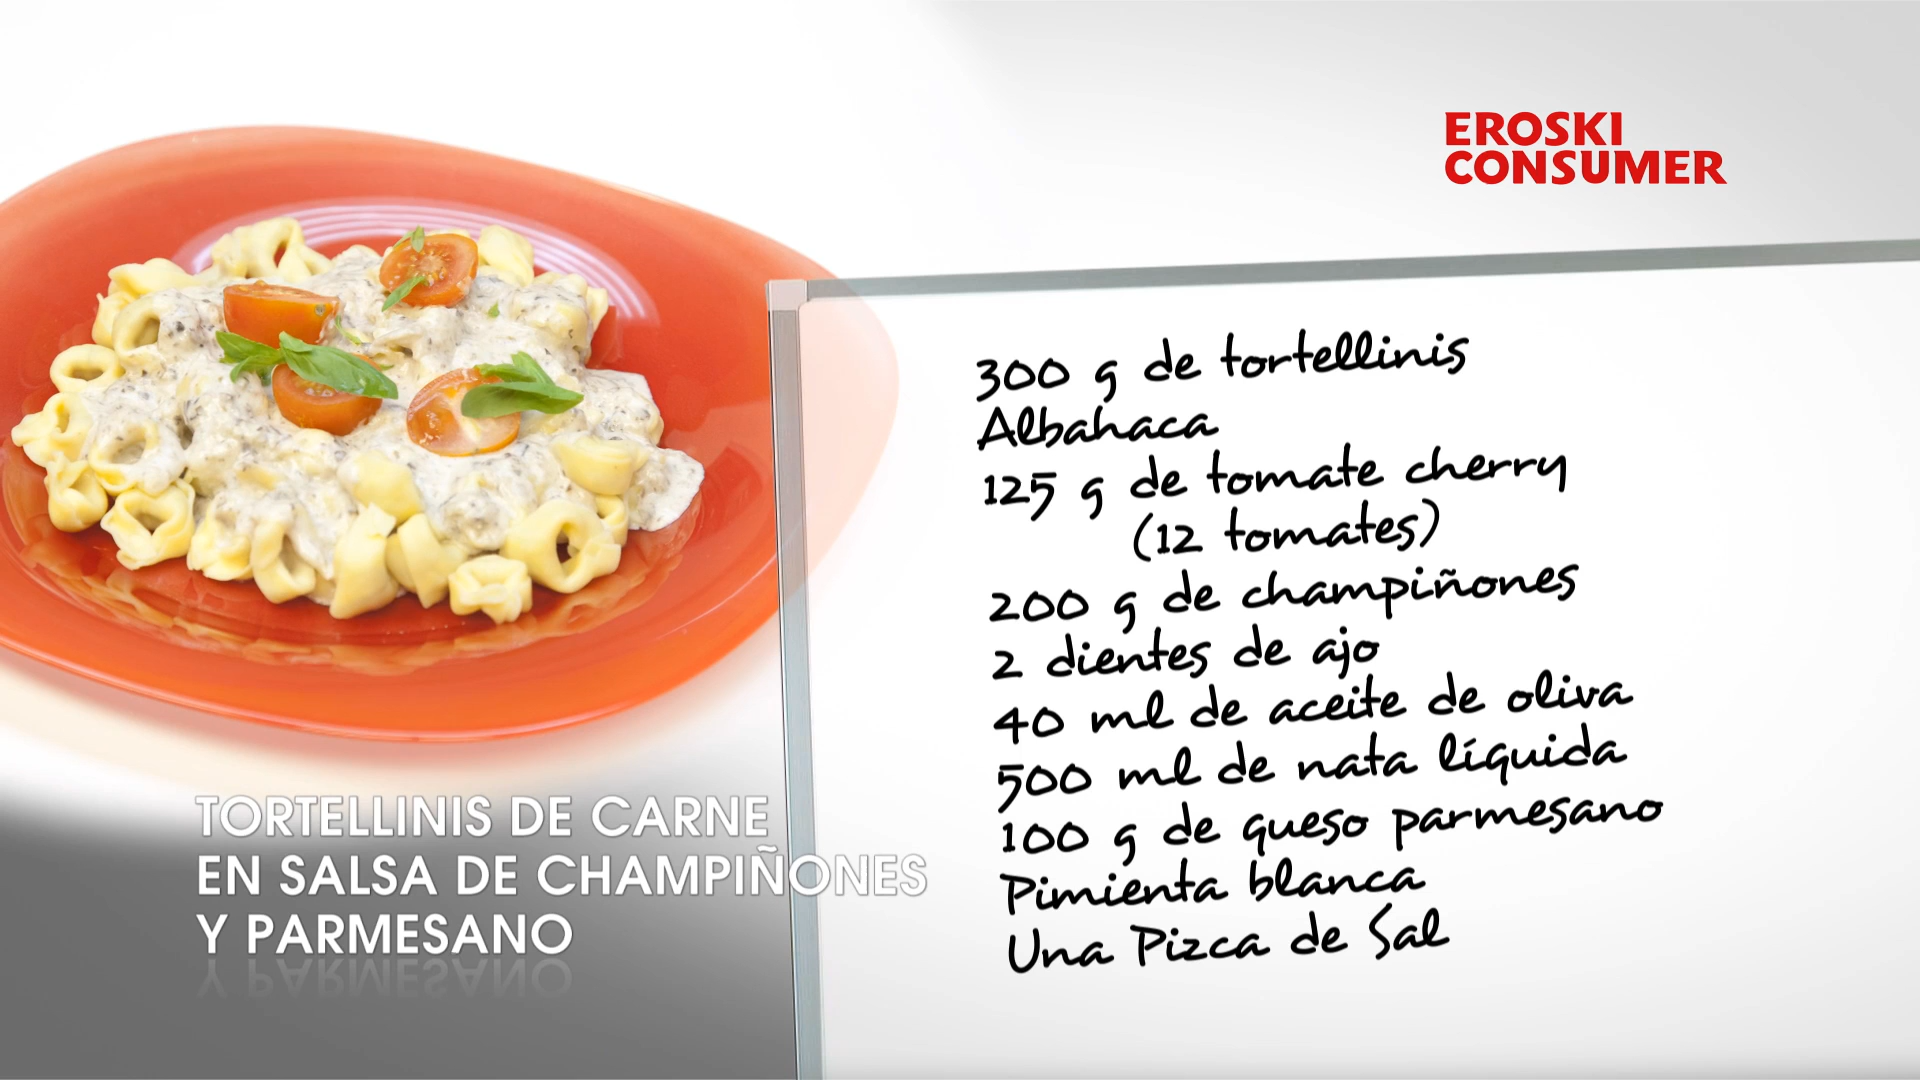 EROSKI
CONSUMER
300 g de tortellinis
Albahaca
125 g de tomate cherry
(12 tomates)
200 g de champiñones
2 dientes de ajo
40 ml de aceite de oliva
500 ml de nata líquida
100 g de queso parmesano
Pimienta blanca
Una Pizca de Sal
TORTELLINIS DE CARNE
EN SALSA DE CHAMPIÑONES
Y PARMESANO